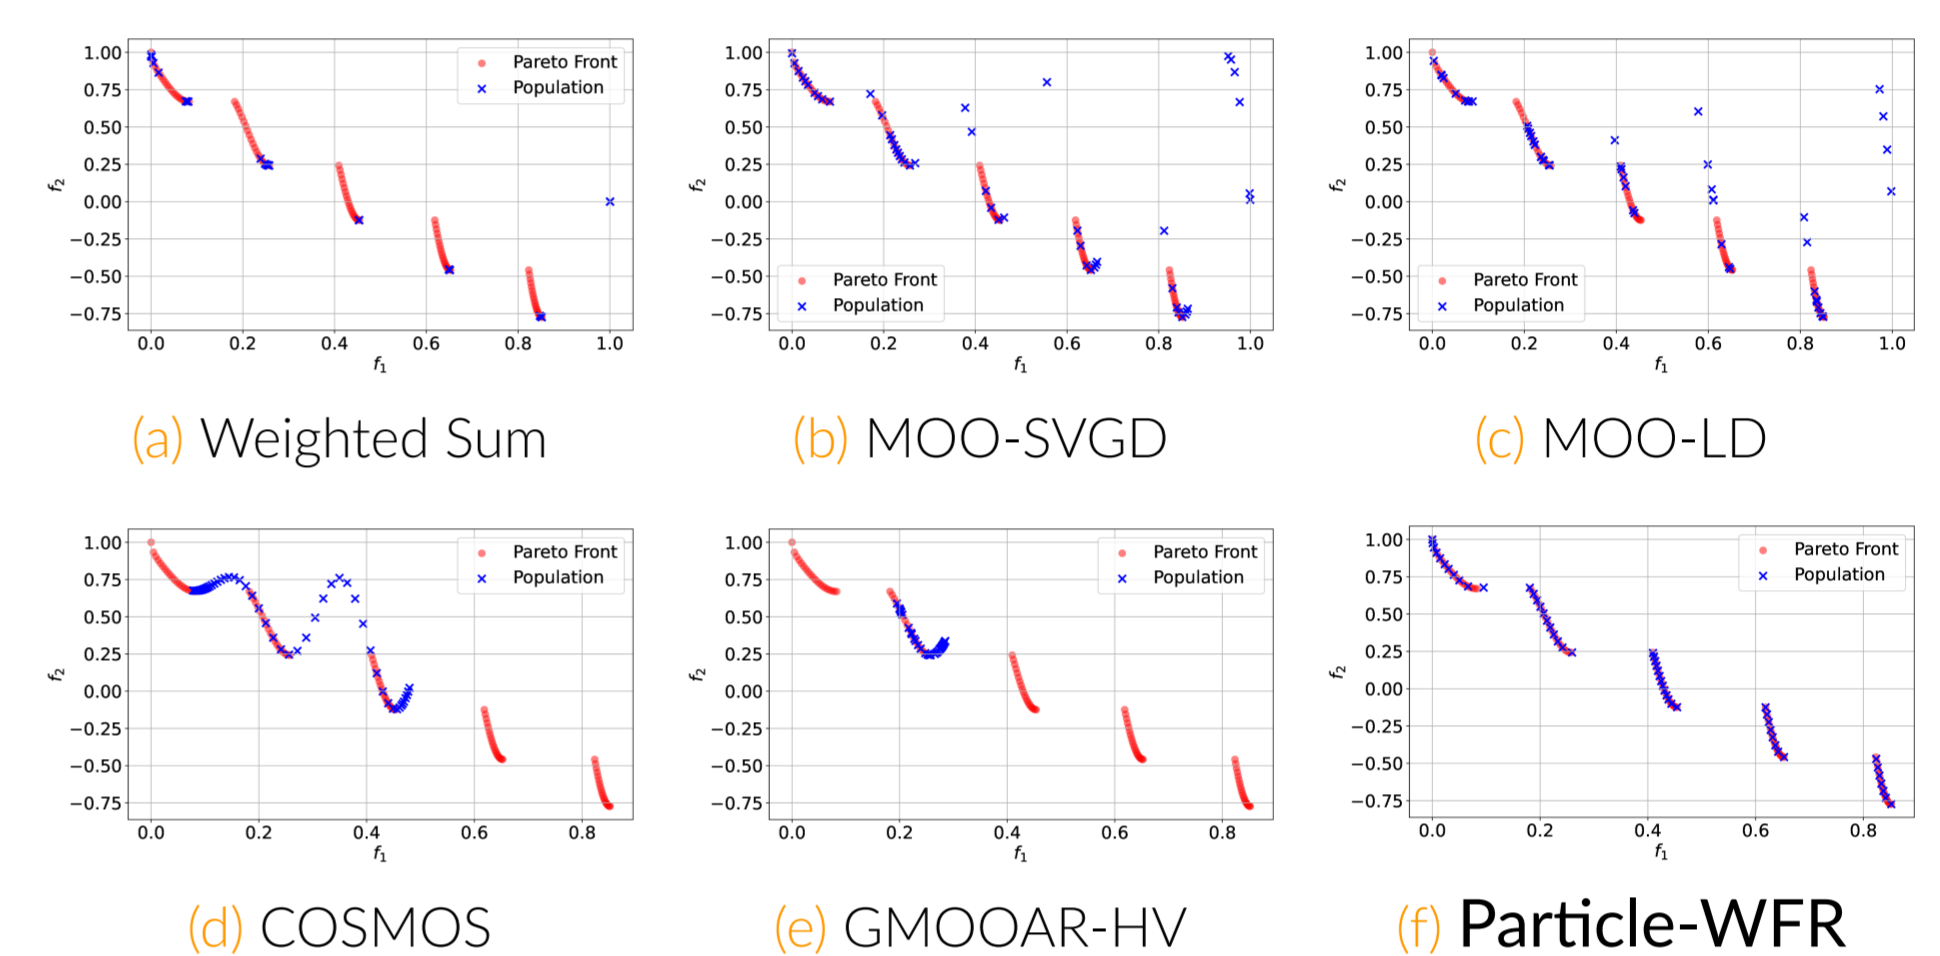 1.00
0.75
0.50
0.25
0.00
−0.25
−0.50
−0.75
f2
0.0 0.2 0.4 0.6 0.8 1.0
f1
Pareto Front
Population
(a) Weighted Sum
1.00
0.75
0.50
0.25
0.00
−0.25
−0.50
−0.75
f2
0.0 0.2 0.4 0.6 0.8 1.0
f1
Pareto Front
Population
(b) MOO-SVGD
1.00
0.75
0.50
0.25
0.00
−0.25
−0.50
−0.75
f2
0.0 0.2 0.4 0.6 0.8 1.0
f1
Pareto Front
Population
(c) MOO-LD
1.00
0.75
0.50
0.25
0.00
−0.25
−0.50
−0.75
f2
0.0 0.2 0.4 0.6 0.8
f1
Pareto Front
Population
(d) COSMOS
1.00
0.75
0.50
0.25
0.00
−0.25
−0.50
−0.75
f2
0.0 0.2 0.4 0.6 0.8
f1
Pareto Front
Population
(e) GMOOAR-HV
1.00
0.75
0.50
0.25
0.00
−0.25
−0.50
−0.75
f2
0.0 0.2 0.4 0.6 0.8
f1
Pareto Front
Population
(f) Particle-WFR